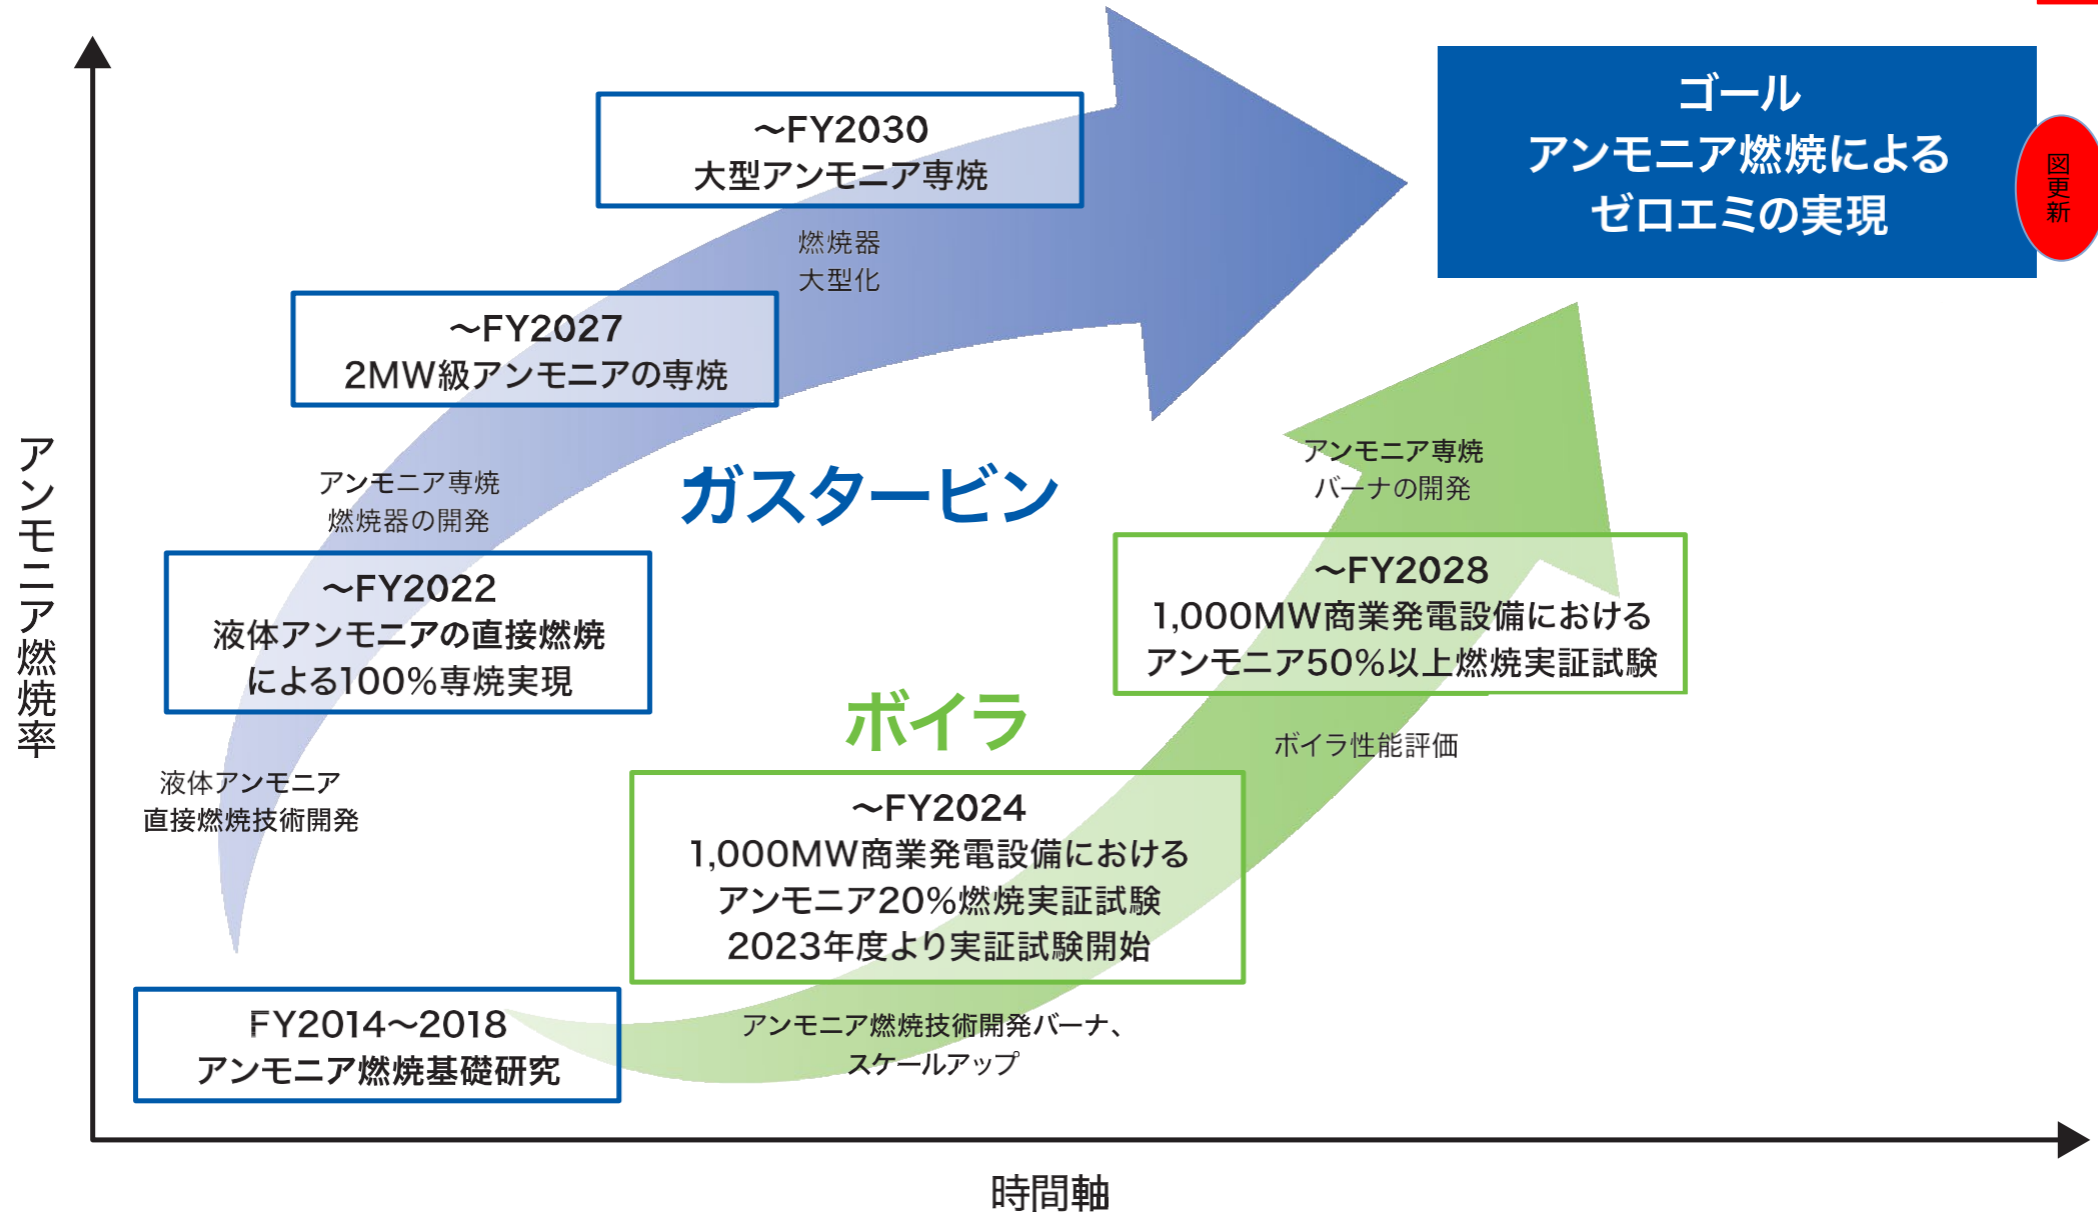 ゴール
アンモニア燃焼による
ゼロエミの実現
図更新
～FY2030
大型アンモニア専焼
燃焼器
大型化
～FY2027
2MW級アンモニアの専焼
アンモニア専焼
燃焼器の開発
ガスタービン
～FY2022
液体アンモニアの直接燃焼
による100%専焼実現
液体アンモニア
直接燃焼技術開発
アンモニア専焼
バーナの開発
～FY2028
1,000MW商業発電設備における
アンモニア50%以上燃焼実証試験
ボイラ
ボイラ性能評価
～FY2024
1,000MW商業発電設備における
アンモニア20%燃焼実証試験
2023年度より実証試験開始
アンモニア燃焼技術開発バーナ、
スケールアップ
FY2014～2018
アンモニア燃焼基礎研究
アンモニア燃焼率
時間軸